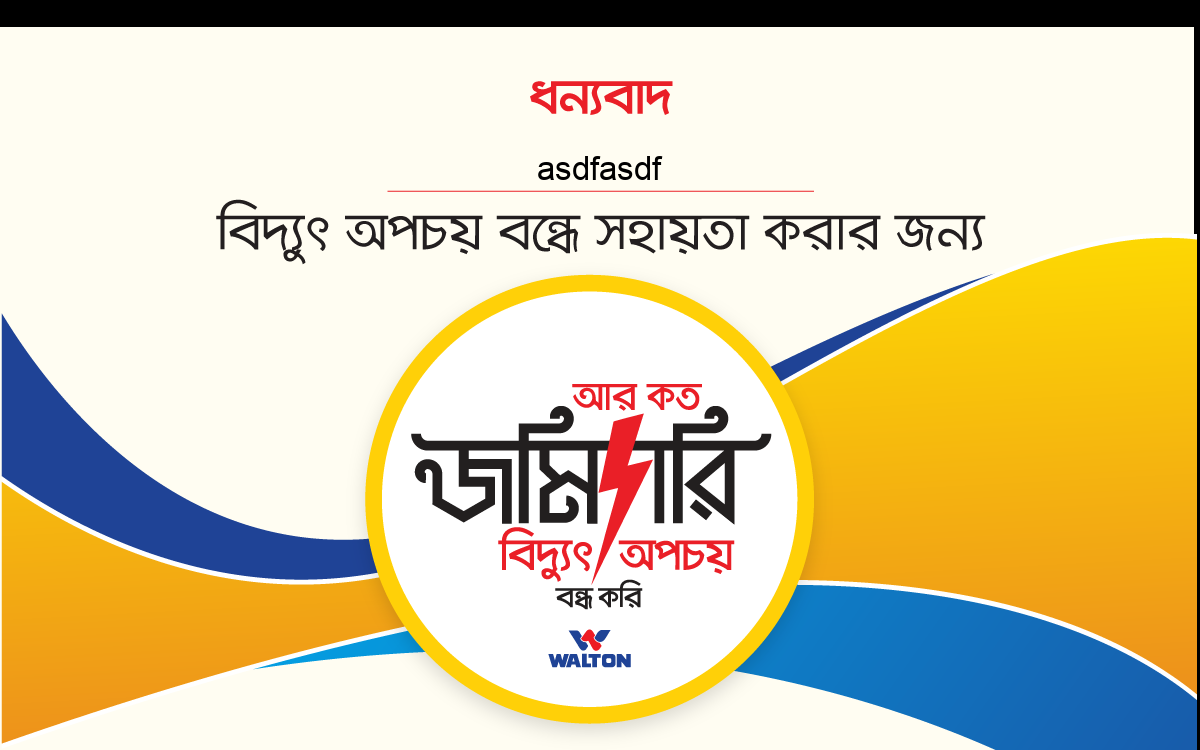 ধন্যবাদ
asdfasdf
বিদ্যুৎ অপচয় বন্ধে সহায়তা করার জন্য
আর কত
জমিদারি
বিদ্যুৎ অপচয়
বন্ধ করি
WALTON